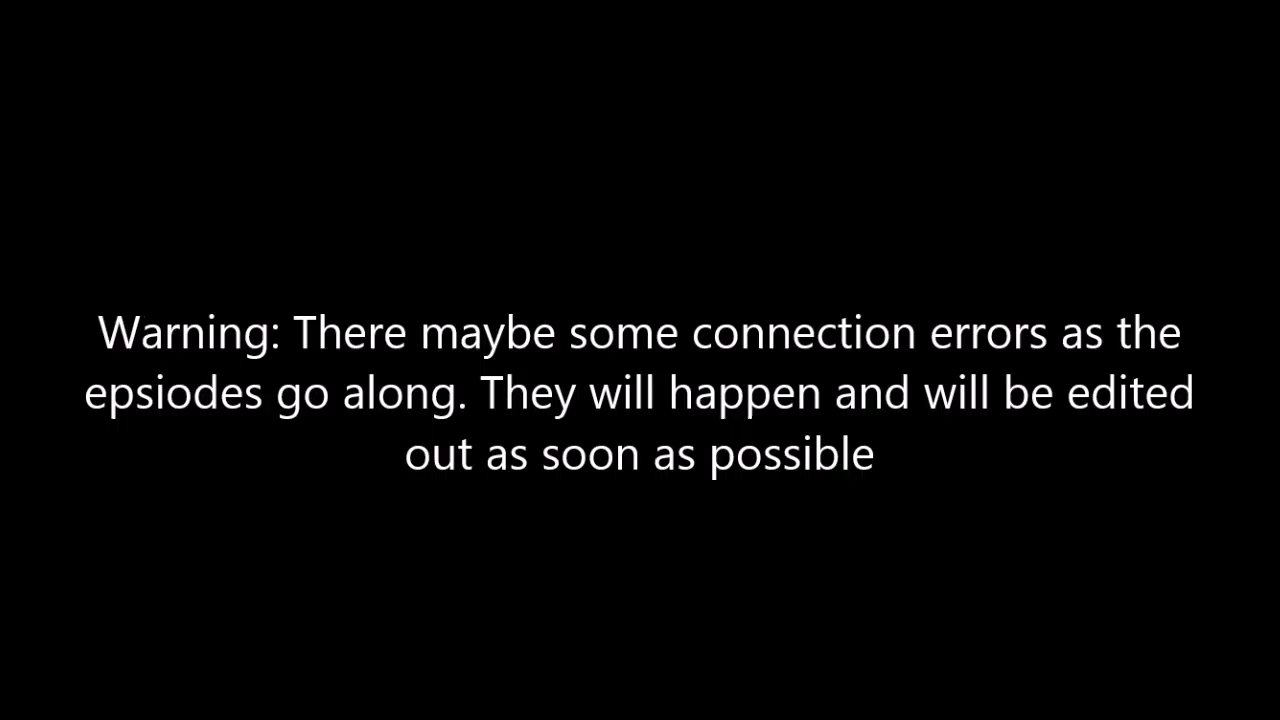 Warning: There maybe some connection errors as the
epsiodes go along. They will happen and will be edited
out as soon as possible